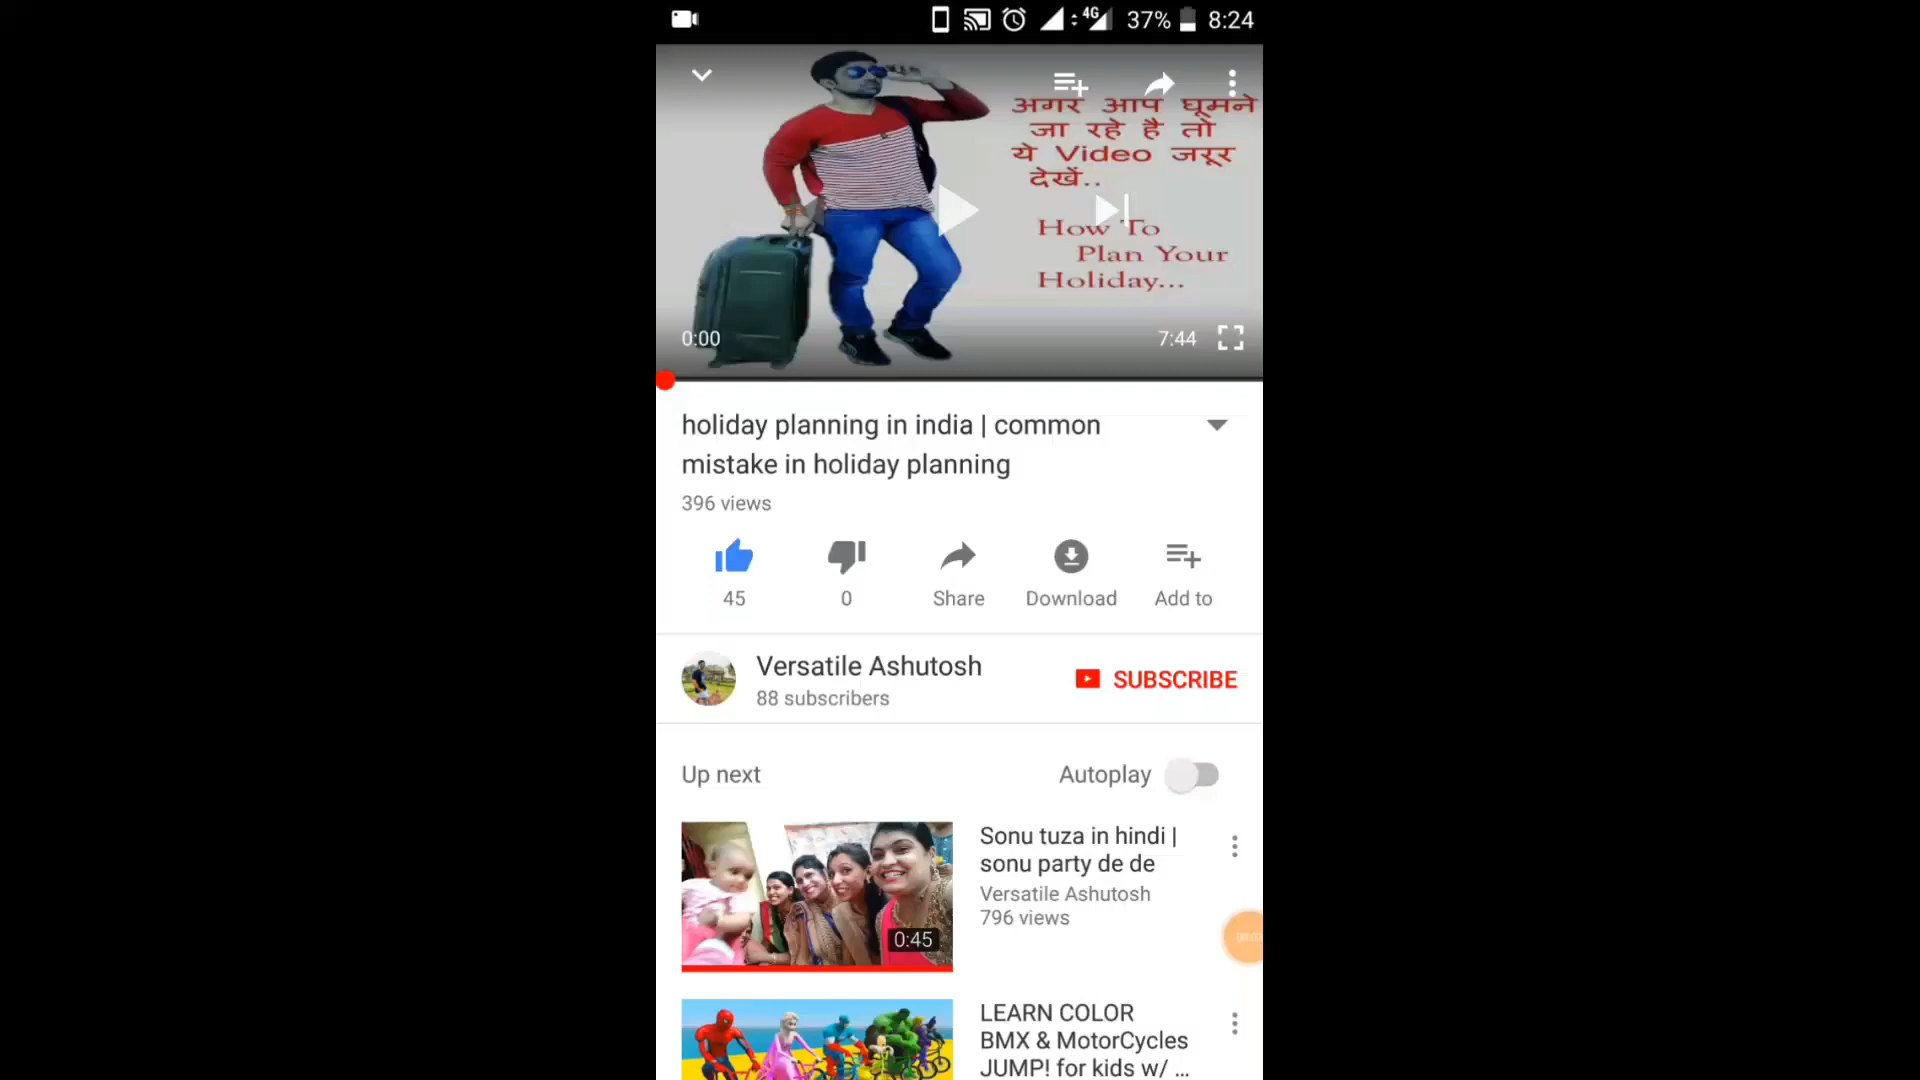 4G 37% 8:24
अगर आप घूमने
जा रहे है तो
ये Video जरूर
देखें..
How To
Plan Your
Holiday...
0:00 7:44
holiday planning in india | common
mistake in holiday planning
396 views
45 0 Share Download Add to
Versatile Ashutosh
88 subscribers
SUBSCRIBE
Up next Autoplay
Sonu tuza in hindi |
sonu party de de
Versatile Ashutosh
796 views
0:45
LEARN COLOR
BMX & MotorCycles
JUMP! for kids w/ ...